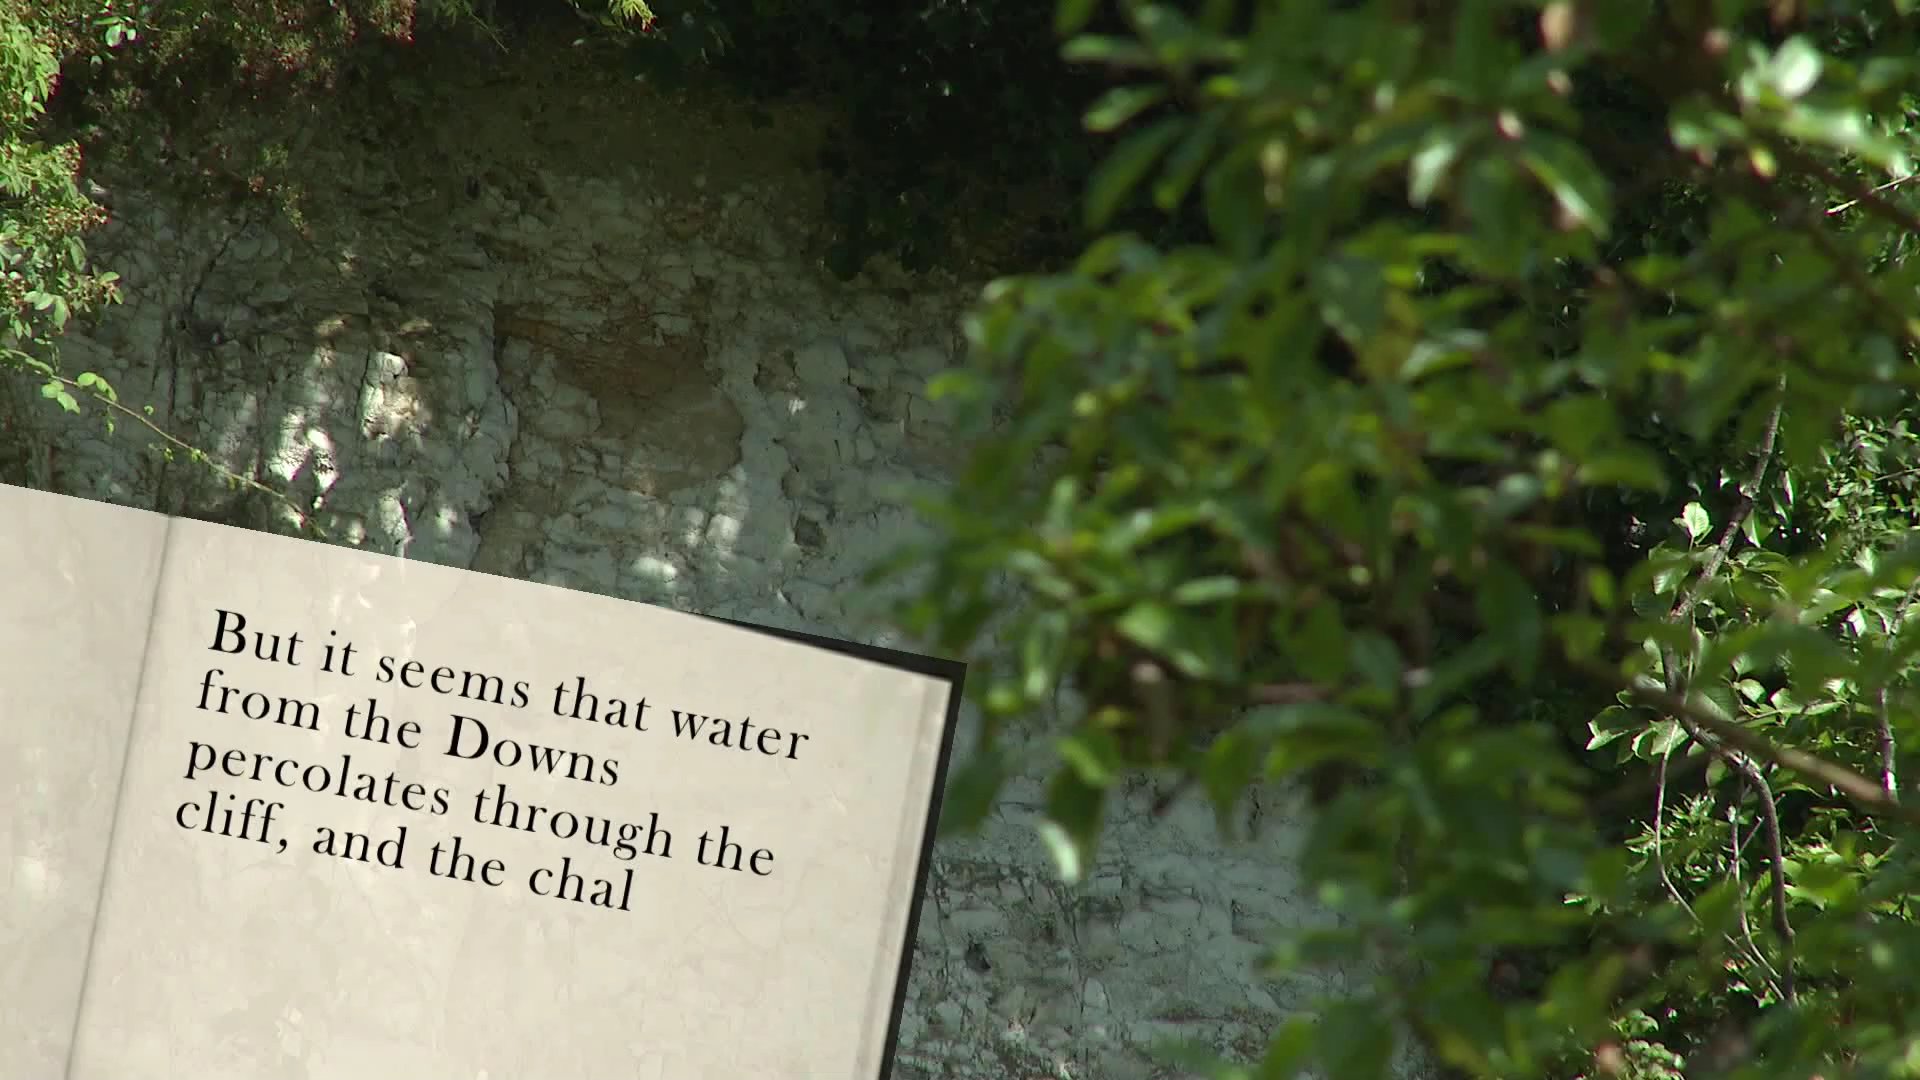 But it seems that water
from the Downs
percolates through the
cliff, and the chal